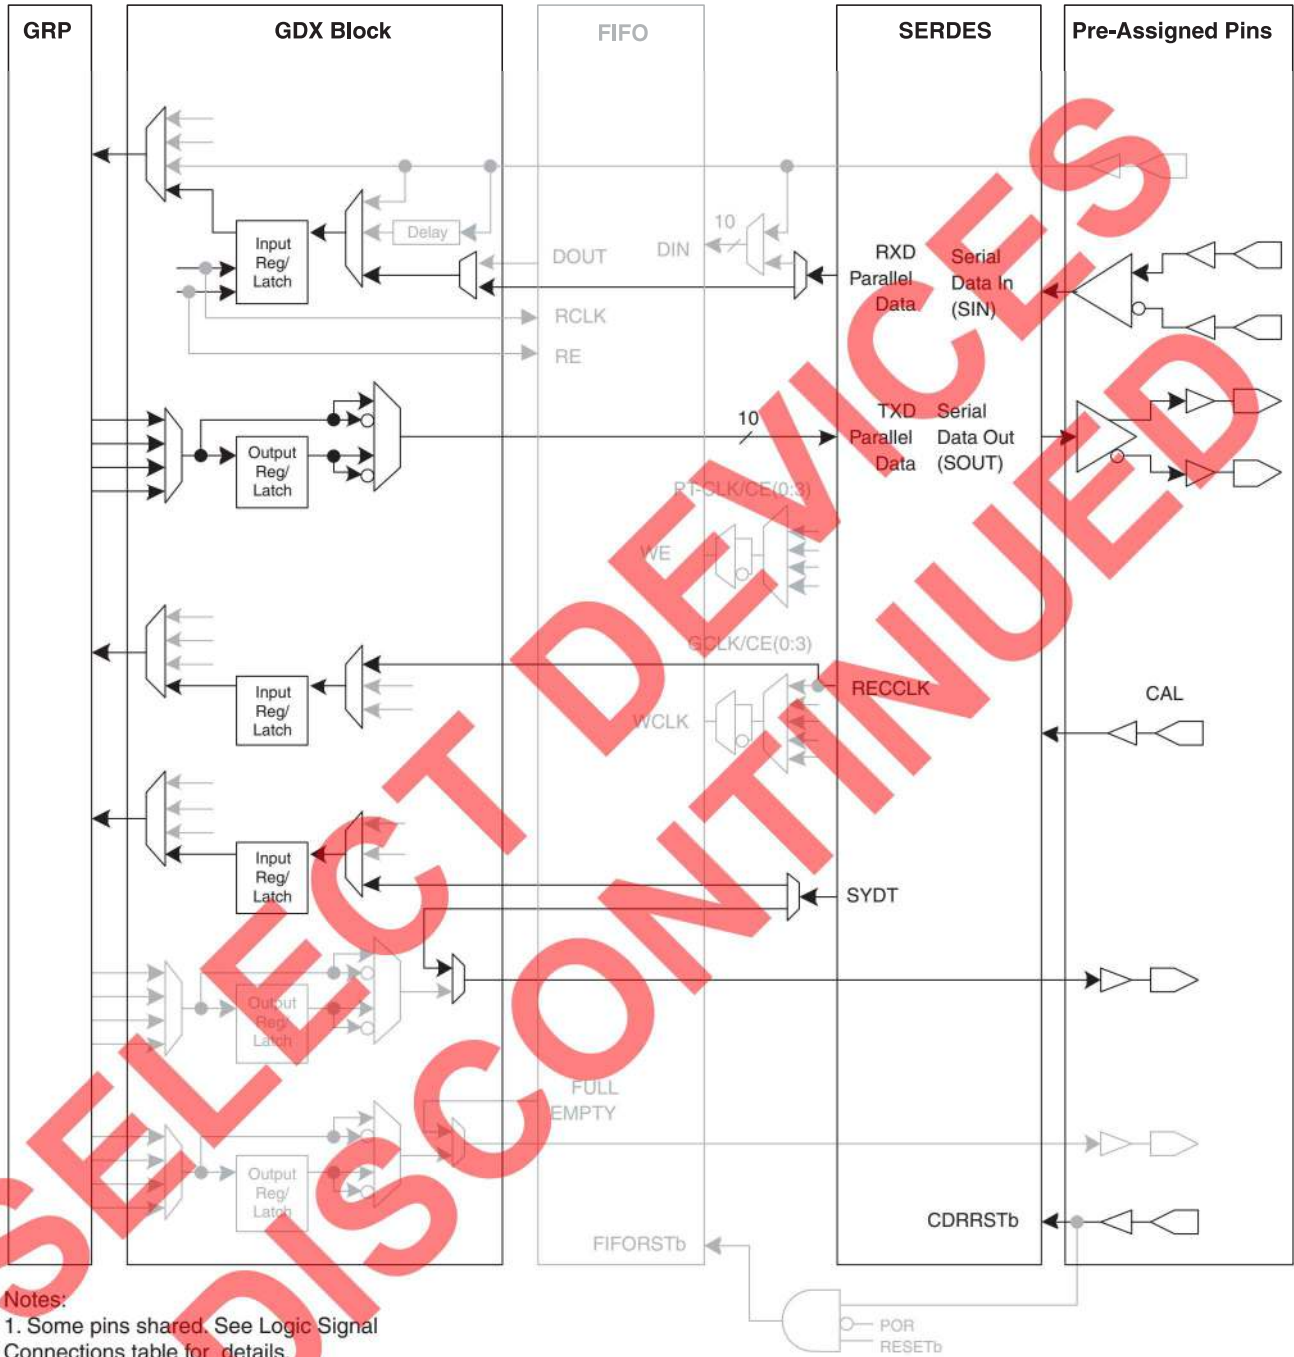 GRP
GDX Block
FIFO
SERDES
Pre-Assigned Pins
Delay
10
Input
Reg/
Latch
DOUT
DIN
RXD
Parallel
Data
Serial
Data In
(SIN)
RCLK
RE
Output
Reg/
Latch
10
TXD
Parallel
Data
Serial
Data Out
(SOUT)
PT-CLK/CE(0:3)
WE
GCLK/CE(0:3)
Input
Reg/
Latch
WCLK
RECCLK
CAL
Input
Reg/
Latch
SYDT
Output
Reg/
Latch
FULL
EMPTY
Output
Reg/
Latch
FIFORSTb
CDRRSTb
POR
RESETb
Notes:
1. Some pins shared. See Logic Signal
Connections table for details.
SELECT DEVICES
DISCONTINUED